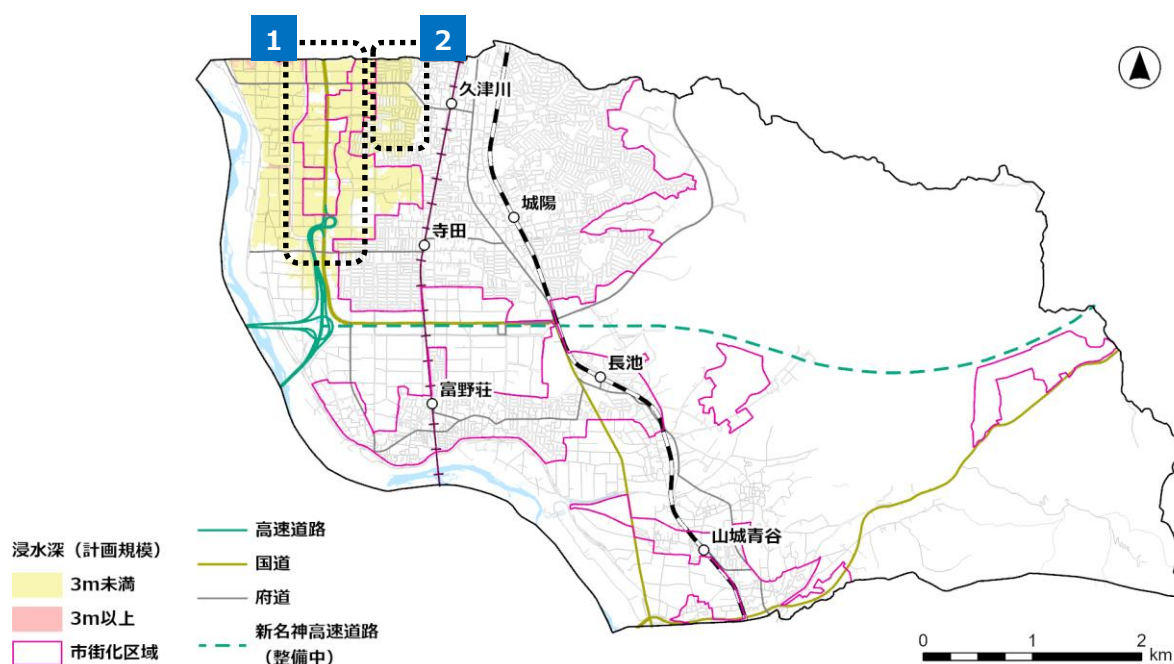 1
2
久津川
城陽
寺田
長池
富野荘
山城青谷
浸水深（計画規模）
3m未満
3m以上
市街化区域
高速道路
国道
府道
新名神高速道路
（整備中）
0 1 2
km